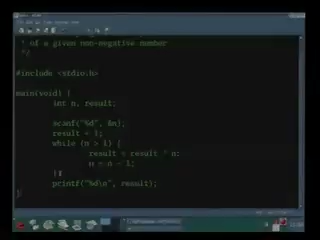 * of a given non-negative number
*/
#include <stdio.h>
main(void) {
int n, result;
scanf("%d", &n);
result = 1;
while (n > 1) {
result = result * n;
n = n - 1;
}
printf("%d\n", result);
}